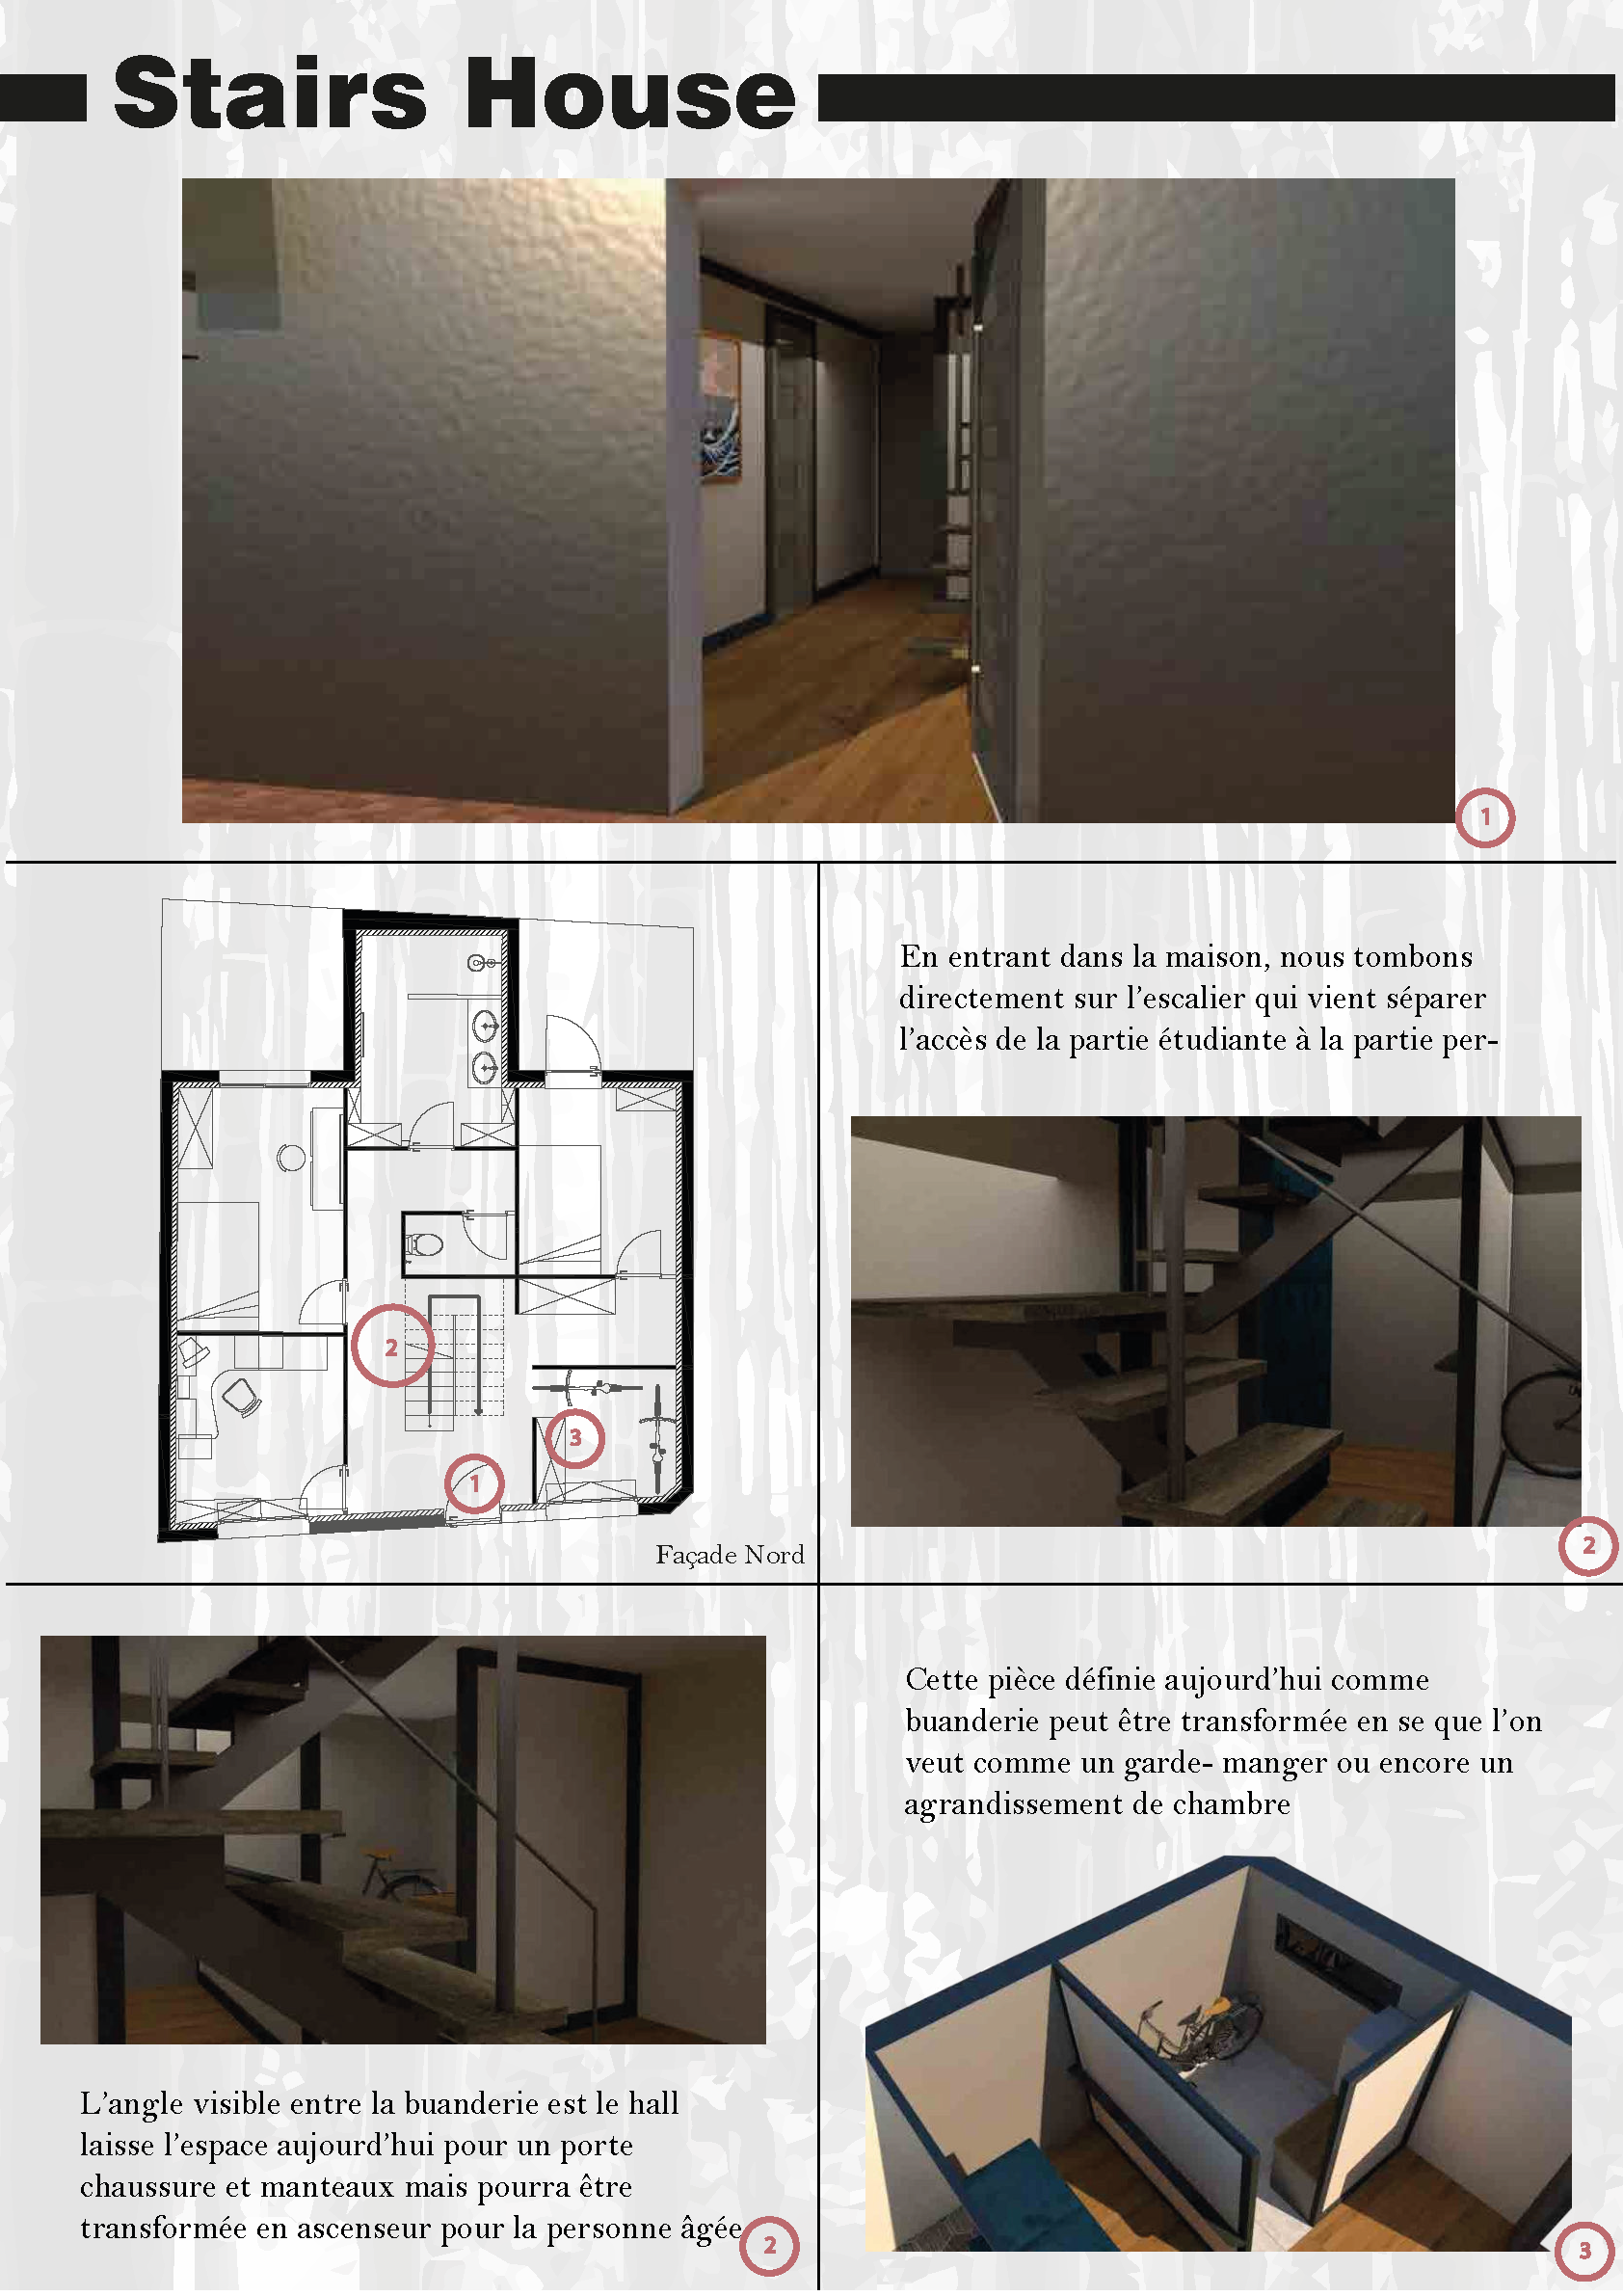 Stairs House
1
En entrant dans la maison, nous tombons
directement sur l’escalier qui vient séparer
l’accès de la partie étudiante à la partie per-
2
3
1
Façade Nord
2
L’angle visible entre la buanderie est le hall
laisse l’espace aujourd’hui pour un porte
chaussure et manteaux mais pourra être
transformée en ascenseur pour la personne âgée
2
Cette pièce définie aujourd’hui comme
buanderie peut être transformée en se que l’on
veut comme un garde- manger ou encore un
agrandissement de chambre
3